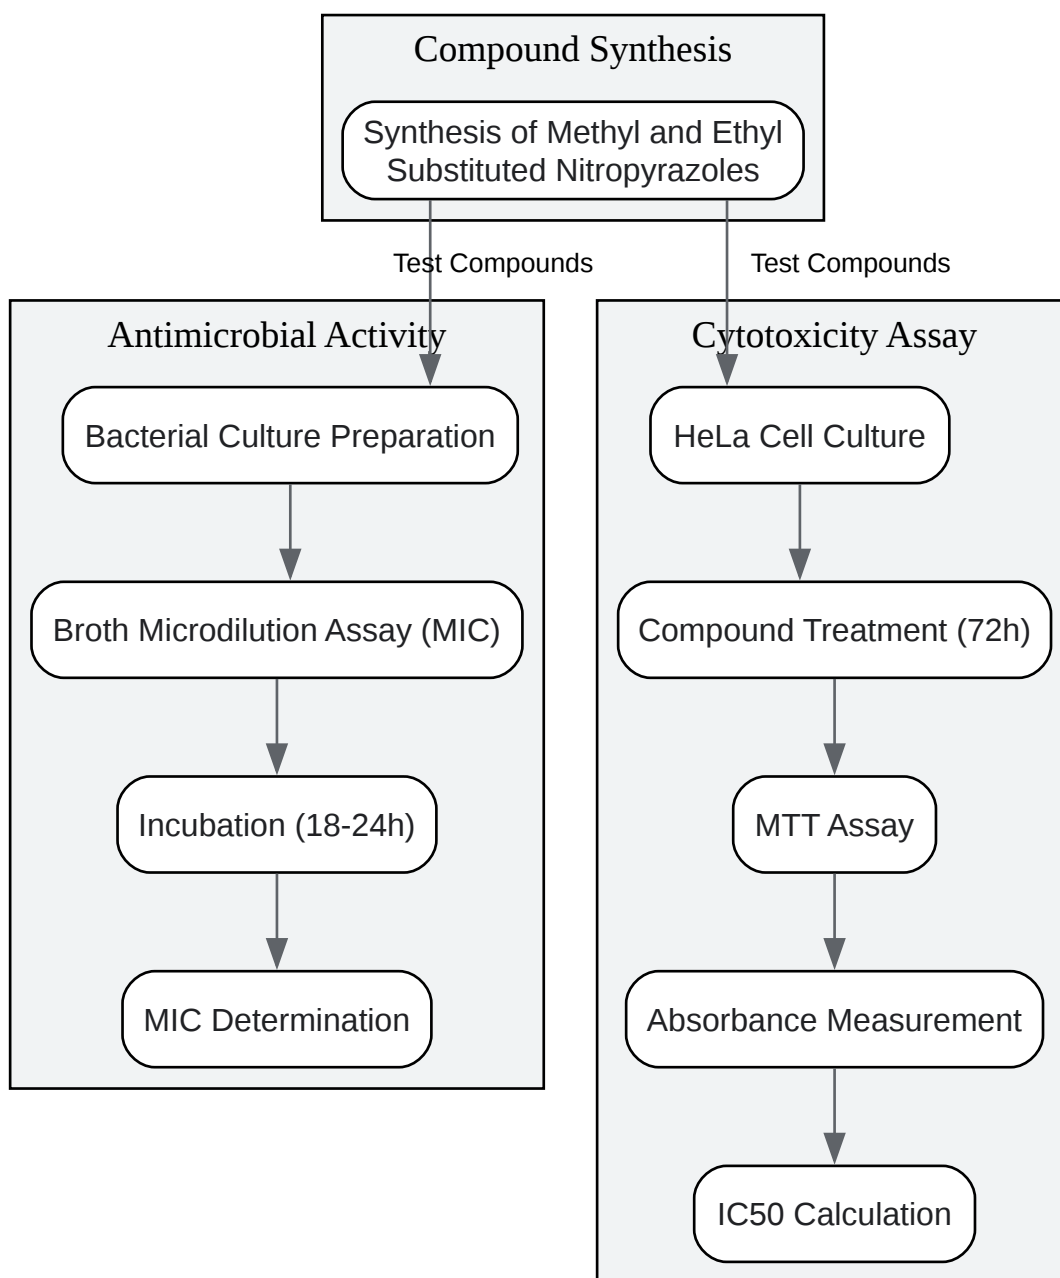 Compound Synthesis
Synthesis of Methyl and Ethyl
Substituted Nitropyrazoles
Test Compounds
Test Compounds
Antimicrobial Activity
Bacterial Culture Preparation
Broth Microdilution Assay (MIC)
Incubation (18-24h)
MIC Determination
Cytotoxicity Assay
HeLa Cell Culture
Compound Treatment (72h)
MTT Assay
Absorbance Measurement
IC50 Calculation